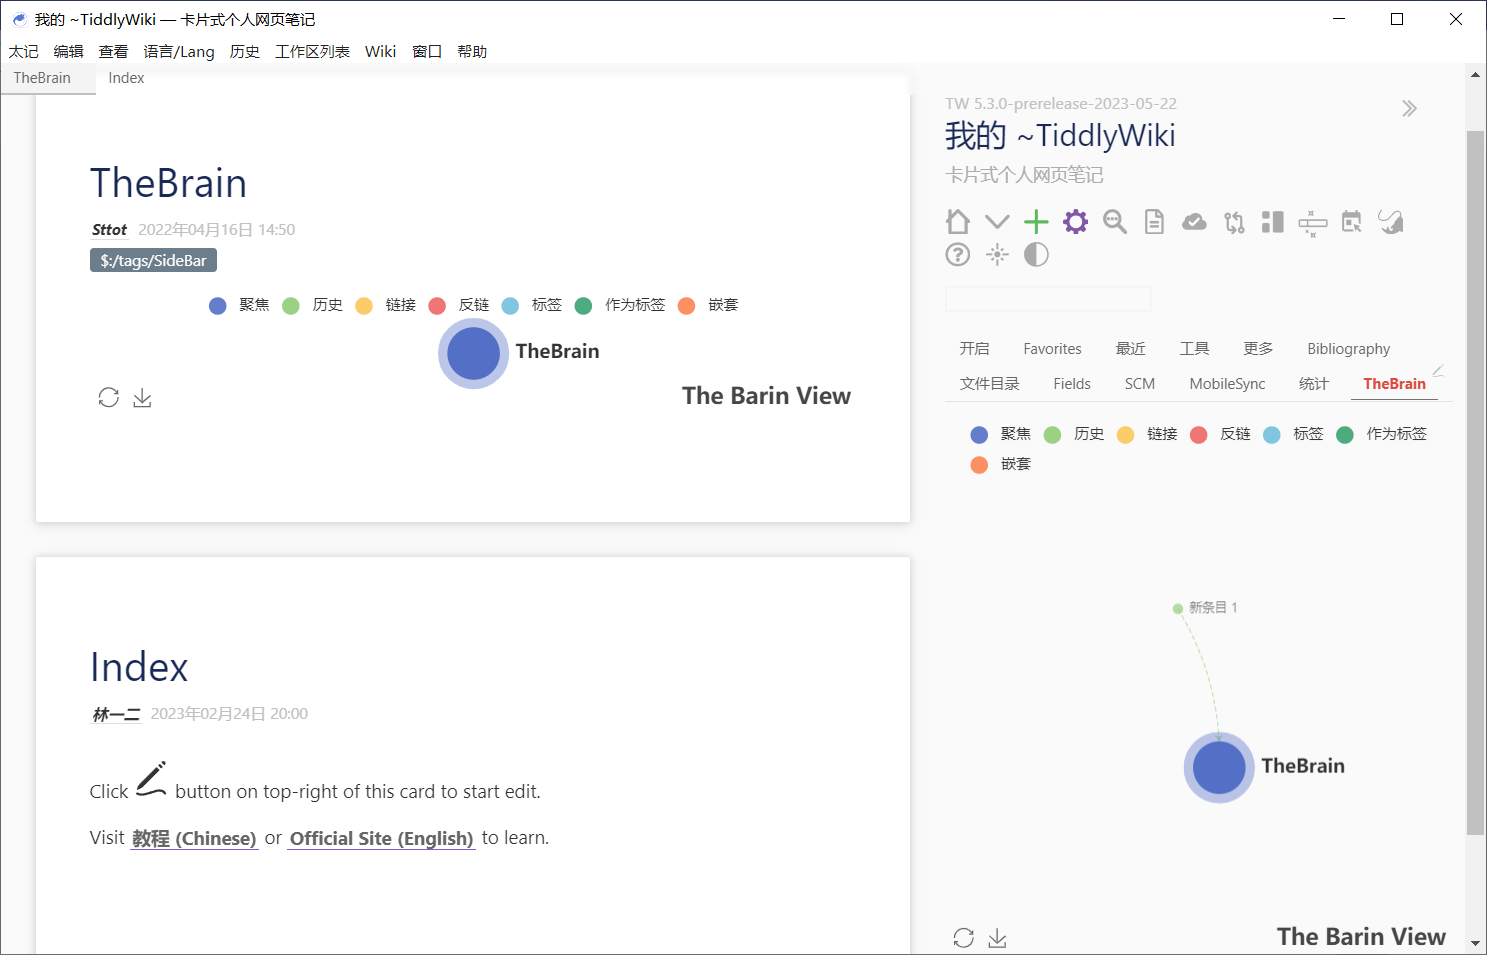 我的 ~TiddlyWiki — 卡片式个人网页笔记
太记 编辑 查看 语言/Lang 历史 工作区列表 Wiki 窗口 帮助
TheBrain Index
TheBrain
Sttot 2022年04月16日 14:50
$:/tags/SideBar
聚焦 历史 链接 反链 标签 作为标签 嵌套
TheBrain
The Barin View
Index
林一二 2023年02月24日 20:00
Click button on top-right of this card to start edit.
Visit 教程 (Chinese) or Official Site (English) to learn.
TW 5.3.0-prerelease-2023-05-22
我的 ~TiddlyWiki
卡片式个人网页笔记
开启 Favorites 最近 工具 更多 Bibliography
文件目录 Fields SCM MobileSync 统计 TheBrain
聚焦 历史 链接 反链 标签 作为标签
嵌套
新条目 1
TheBrain
The Barin View